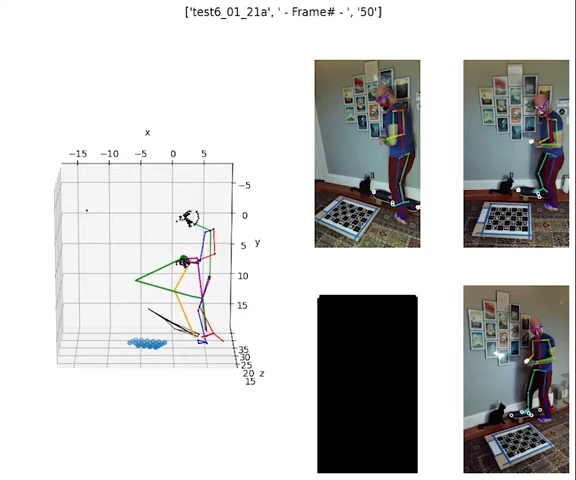 ['test6_01_21a', ' - Frame# - ', '50']
x
−15 −10 −5 0 5
−5
0
y
5
10
15
35
30
25
20 z
15